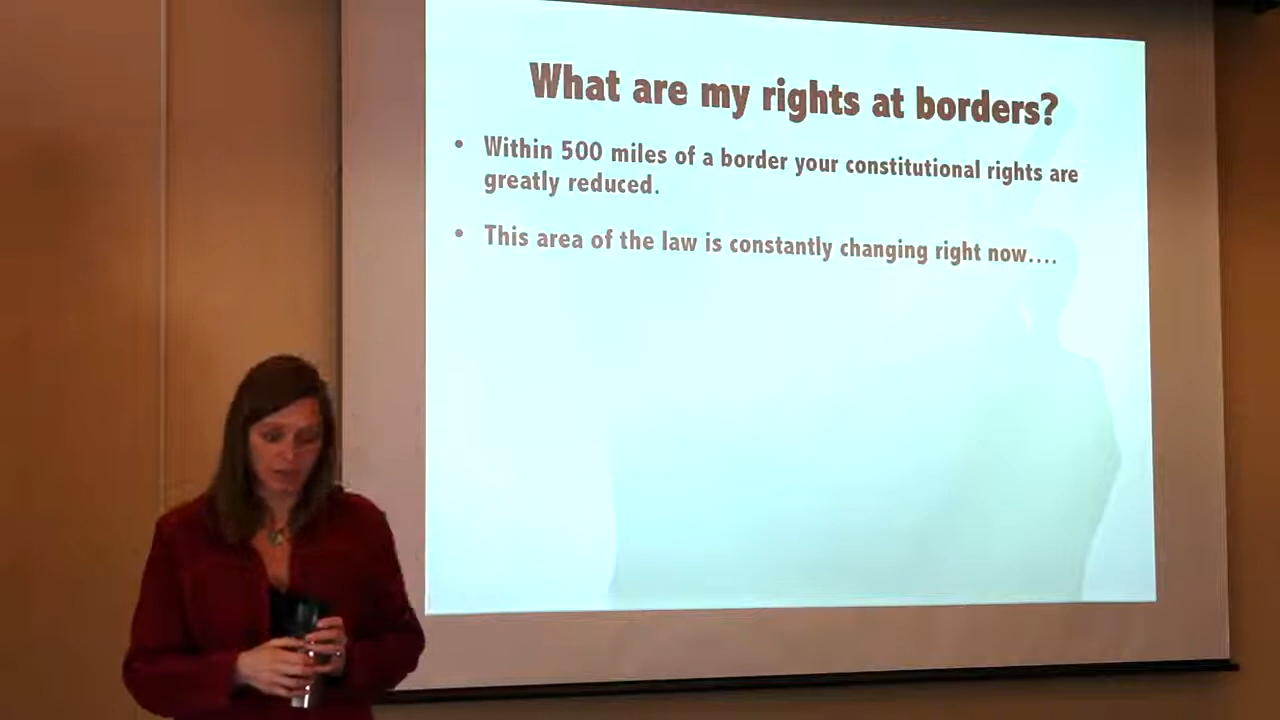 What are my rights at borders?
• Within 500 miles of a border your constitutional rights are
greatly reduced.
• This area of the law is constantly changing right now....